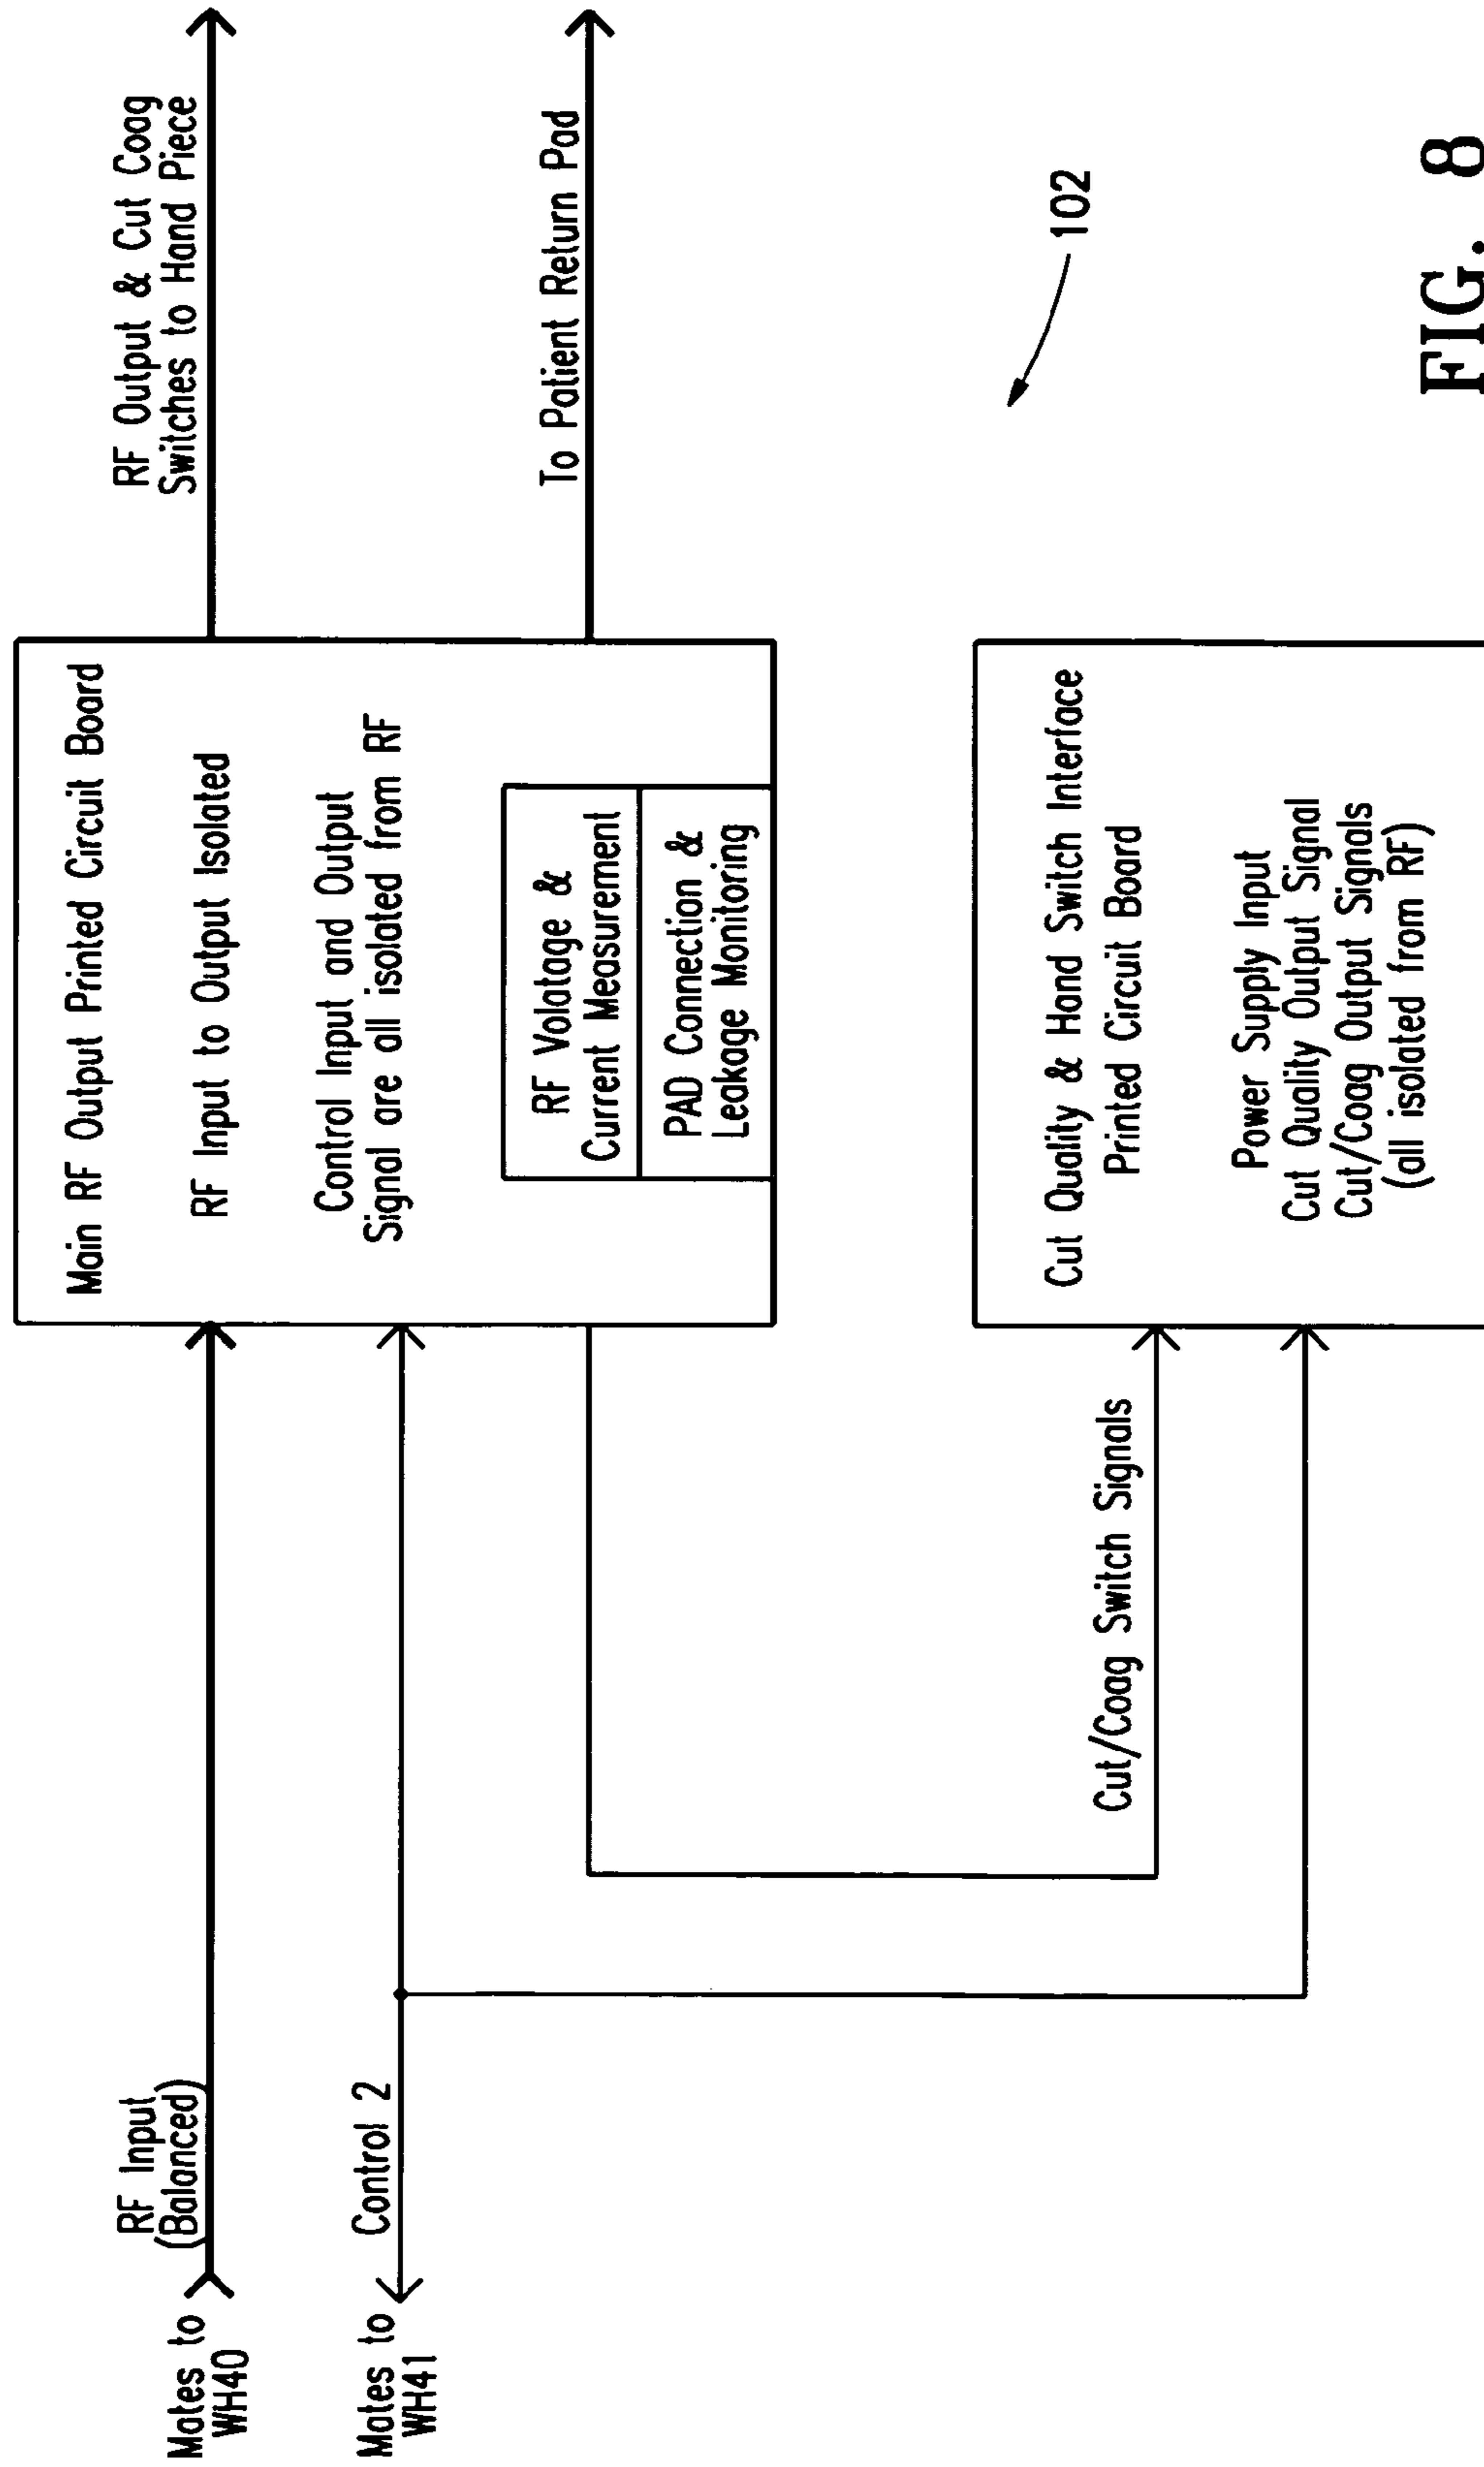 Mates to
WH40
RF Input
(Balanced)
Mates to
WH41
Control 2
Main RF Output Printed Circuit Board
RF Input to Output Isolated
Control Input and Output
Signal are all isolated from RF
RF Volatage &
Current Measurement
PAD Connection &
Leakage Monitoring
RF Output & Cut Coag
Switches to Hand Piece
To Patient Return Pad
Cut/Coag Switch Signals
Cut Quality & Hand Switch Interface
Printed Circuit Board
Power Supply Input
Cut Quality Output Signal
Cut/Coag Output Signals
(all isolated from RF)
102
FIG. 8